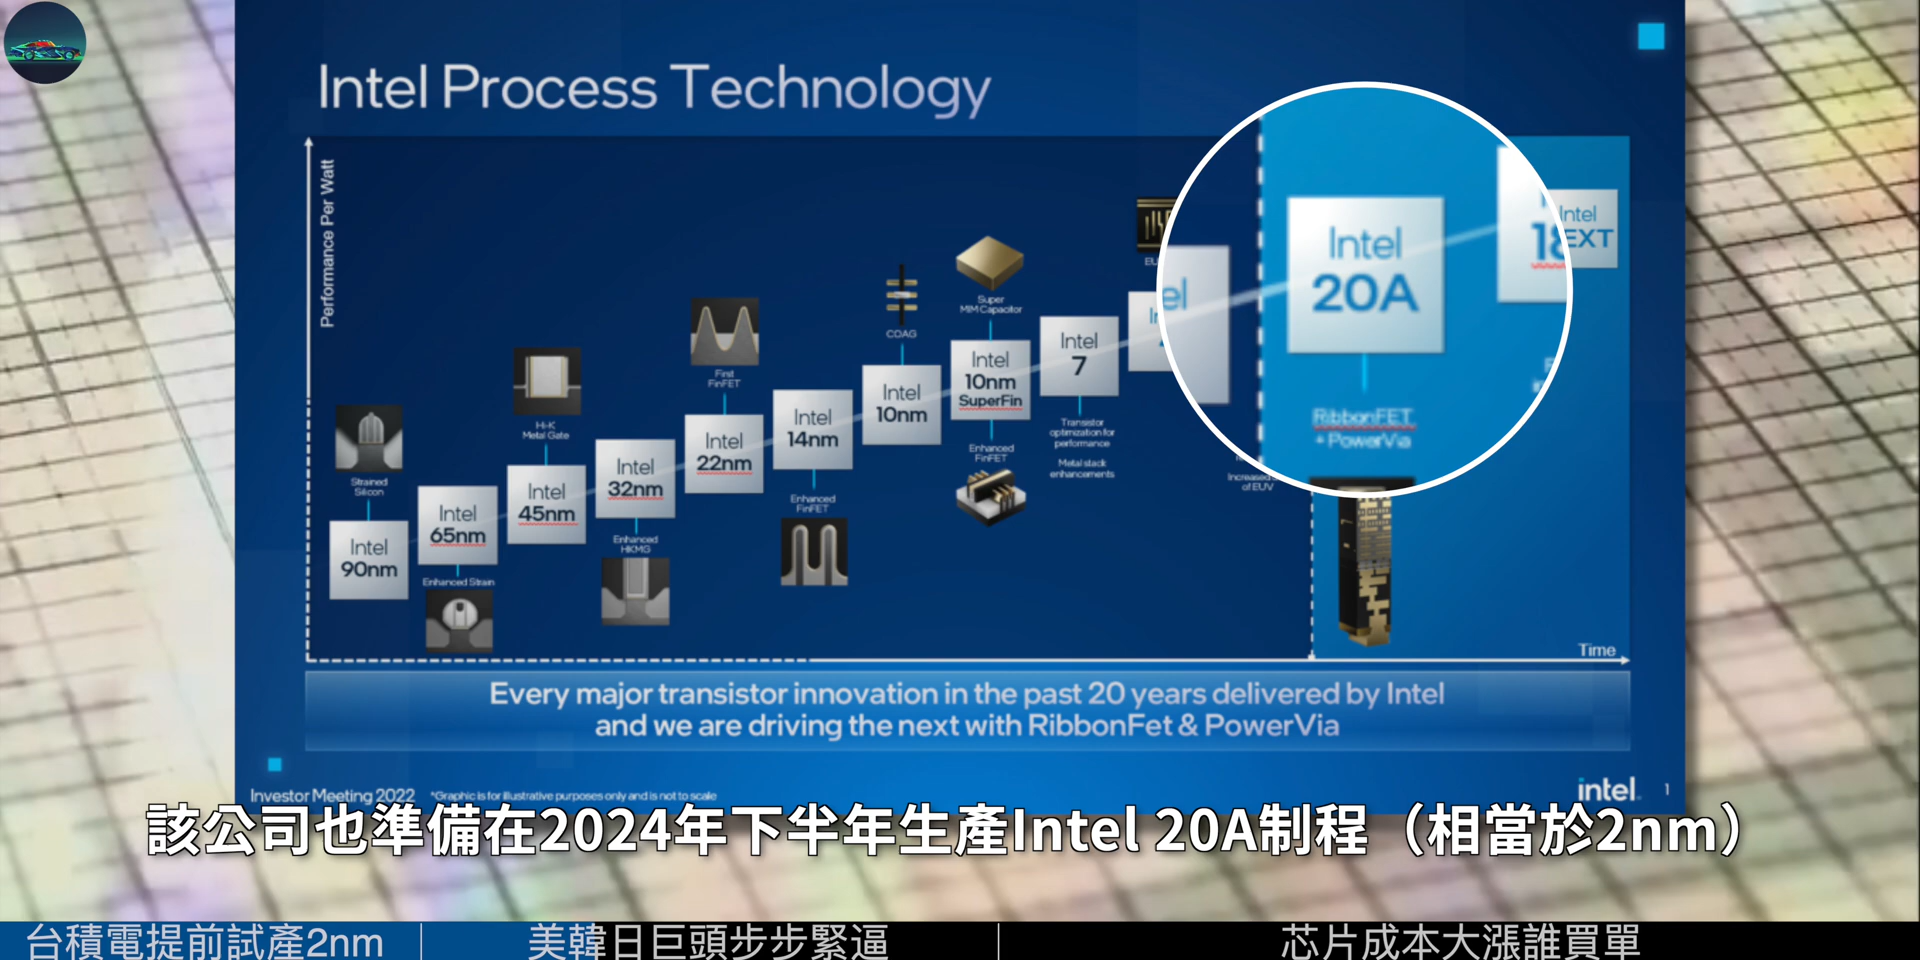 Intel Process Technology
Performance Per Watt
Intel
20A
RibbonFET
+ PowerVia
Intel
EXT
18
EU
el
Super
MIM Capacitor
COAG
Intel
7
Intel
10nm
SuperFin
Intel
10nm
First
FinFET
Intel
14nm
Transistor
optimization for
performance
Metal stack
enhancements
Enhanced
FinFET
Hi-K
Metal Gate
Intel
22nm
Intel
32nm
Increased
of EUV
Strained
Silicon
Intel
45nm
Enhanced
FinFET
Intel
65nm
Enhanced
HKMG
Intel
90nm
Enhanced Strain
Time
Every major transistor innovation in the past 20 years delivered by Intel
and we are driving the next with RibbonFet & PowerVia
Investor Meeting 2022
*Graphic is for illustrative purposes only and is not to scale
intel.
1
該公司也準備在2024年下半年生產Intel 20A制程（相當於2nm）
台積電提前試產2nm
美韓日巨頭步步緊逼
芯片成本大漲誰買單